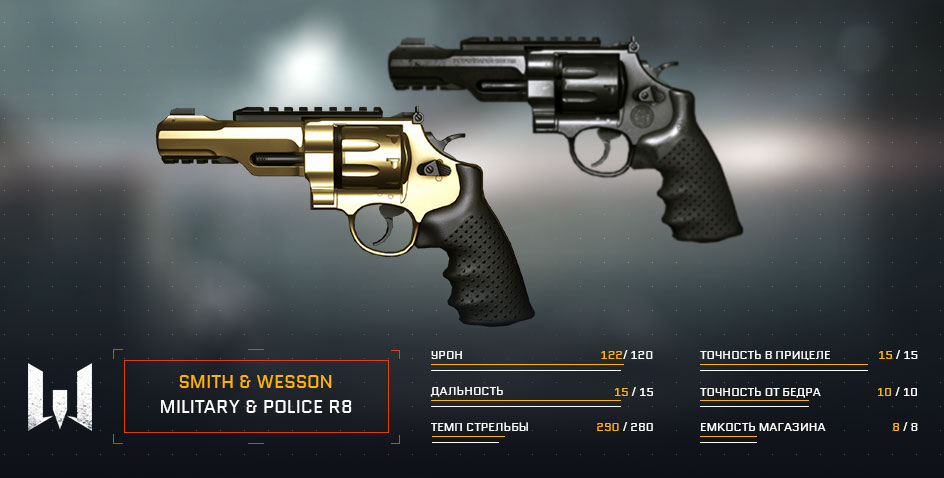 SMITH & WESSON
MILITARY & POLICE R8
УРОН 122/ 120
ДАЛЬНОСТЬ 15 / 15
ТЕМП СТРЕЛЬБЫ 290 / 280
ТОЧНОСТЬ В ПРИЦЕЛЕ 15 / 15
ТОЧНОСТЬ ОТ БЕДРА 10 / 10
ЕМКОСТЬ МАГАЗИНА 8 / 8